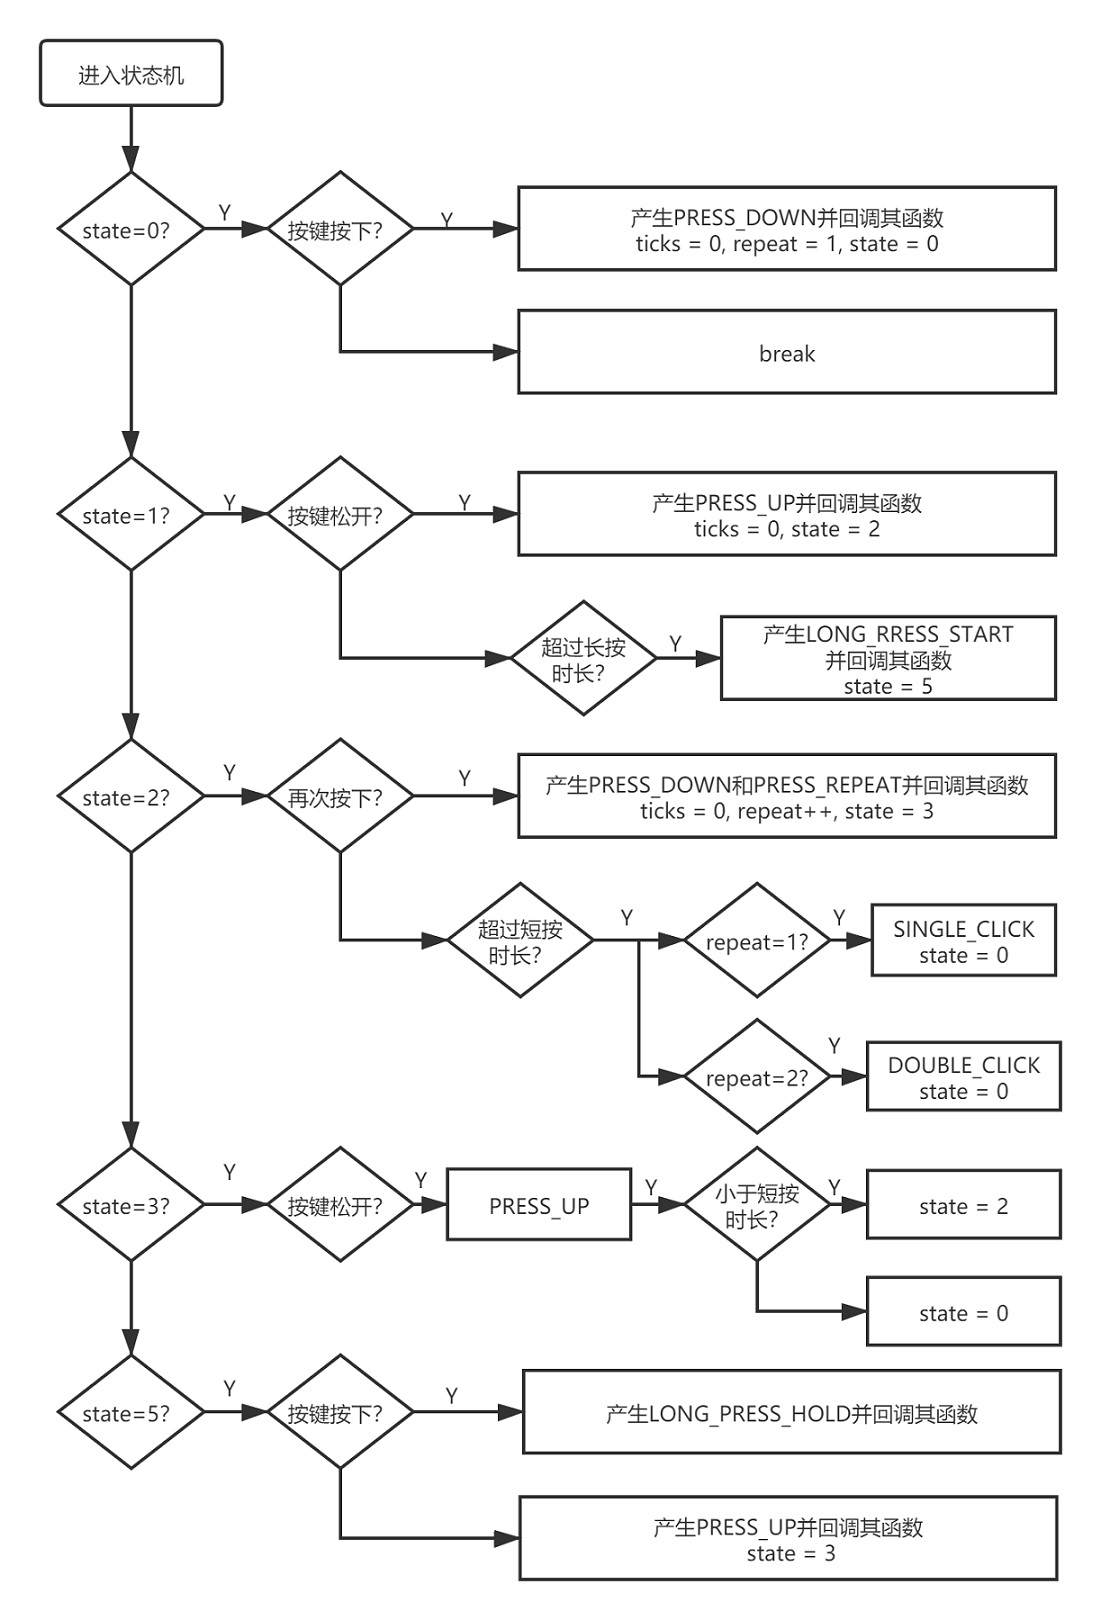 进入状态机
state=0?
Y
按键按下?
Y
产生PRESS_DOWN并回调其函数
ticks = 0, repeat = 1, state = 0
break
state=1?
Y
按键松开?
Y
产生PRESS_UP并回调其函数
ticks = 0, state = 2
超过长按
时长?
Y
产生LONG_RRESS_START
并回调其函数
state = 5
state=2?
Y
再次按下?
Y
产生PRESS_DOWN和PRESS_REPEAT并回调其函数
ticks = 0, repeat++, state = 3
超过短按
时长?
Y
repeat=1?
Y
SINGLE_CLICK
state = 0
repeat=2?
Y
DOUBLE_CLICK
state = 0
state=3?
Y
按键松开?
Y
PRESS_UP
Y
小于短按
时长?
Y
state = 2
state = 0
state=5?
Y
按键按下?
Y
产生LONG_PRESS_HOLD并回调其函数
产生PRESS_UP并回调其函数
state = 3